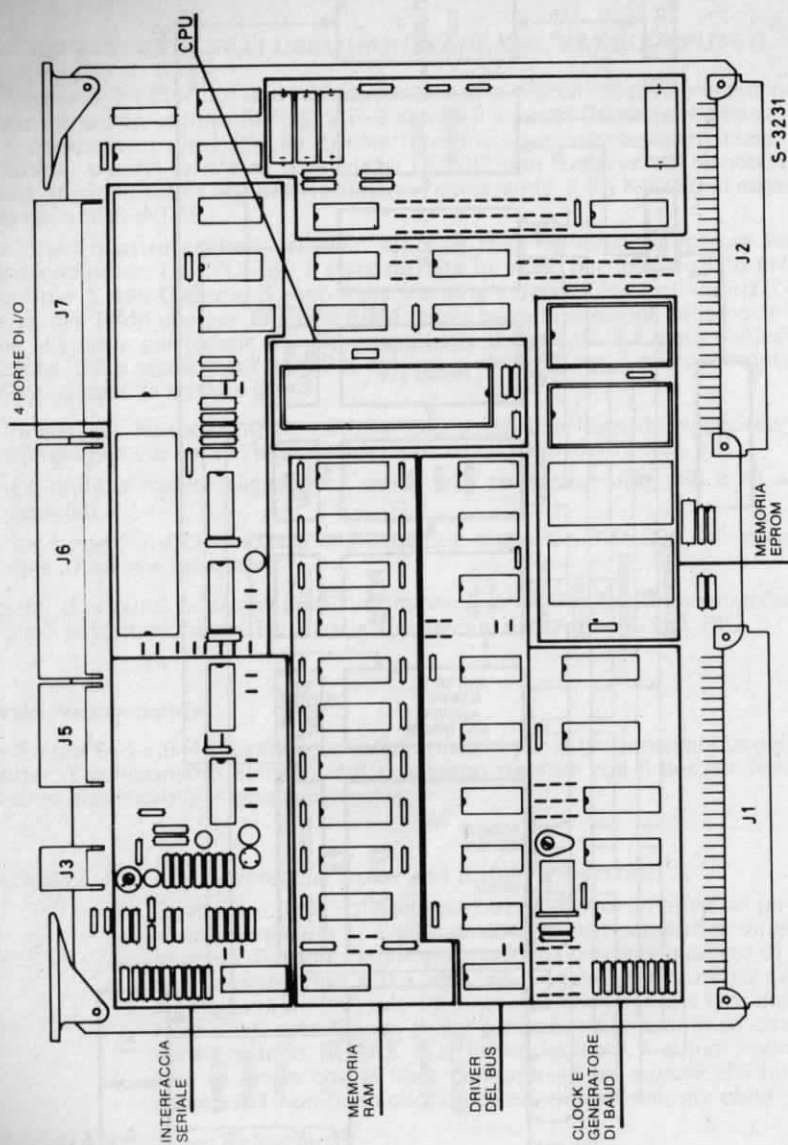 CPU
4 PORTE DI I/O
J7
J6
J5
J3
INTERFACCIA
SERIALE
MEMORIA
RAM
DRIVER
DEL BUS
CLOCK E
GENERATORE
DI BAUD
MEMORIA
EPROM
J1
J2
S-3231